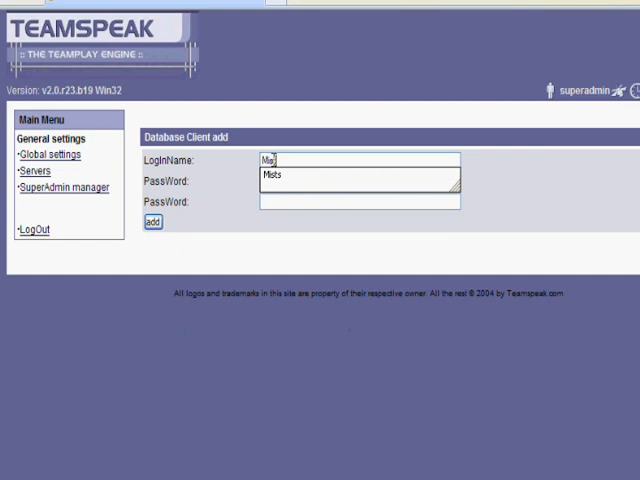 TEAMSPEAK
:: THE TEAMPLAY ENGINE ::
Version: v2.0.r23.b19 Win32
superadmin
Main Menu
General settings
·Global settings
·Servers
·SuperAdmin manager
·LogOut
Database Client add
LogInName:
Mis
Mists
PassWord:
PassWord:
add
All logos and trademarks in this site are property of their respective owner. All the rest © 2004 by Teamspeak.com